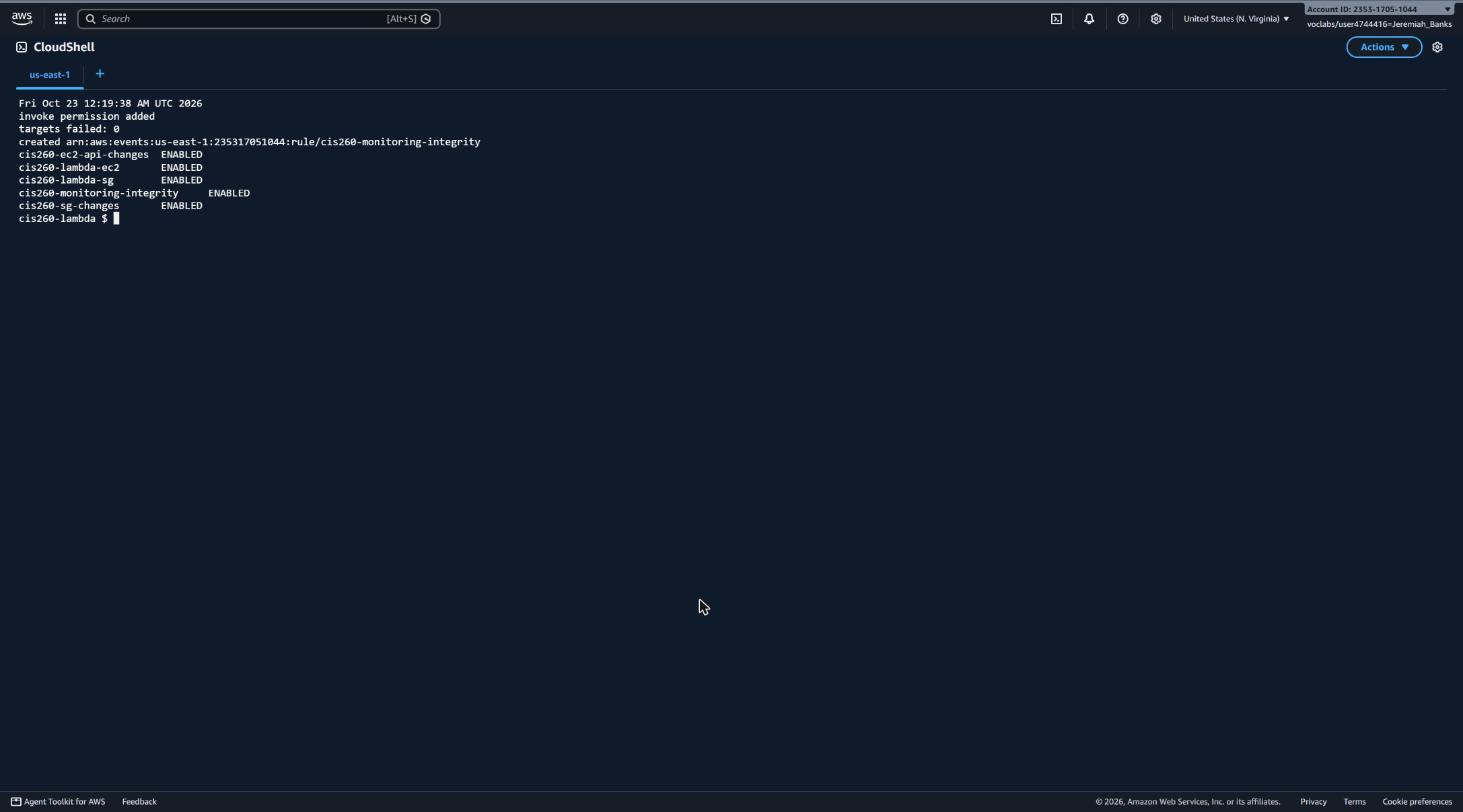 aws
Search [Alt+S]
United States (N. Virginia) ▼
Account ID: 2353-1705-1044 ▼
voclabs/user4744416=Jeremiah_Banks
CloudShell
Actions ▼
us-east-1 +
Fri Oct 23 12:19:38 AM UTC 2026
invoke permission added
targets failed: 0
created arn:aws:events:us-east-1:235317051044:rule/cis260-monitoring-integrity
cis260-ec2-api-changes ENABLED
cis260-lambda-ec2 ENABLED
cis260-lambda-sg ENABLED
cis260-monitoring-integrity ENABLED
cis260-sg-changes ENABLED
cis260-lambda $
Agent Toolkit for AWS Feedback © 2026, Amazon Web Services, Inc. or its affiliates. Privacy Terms Cookie preferences